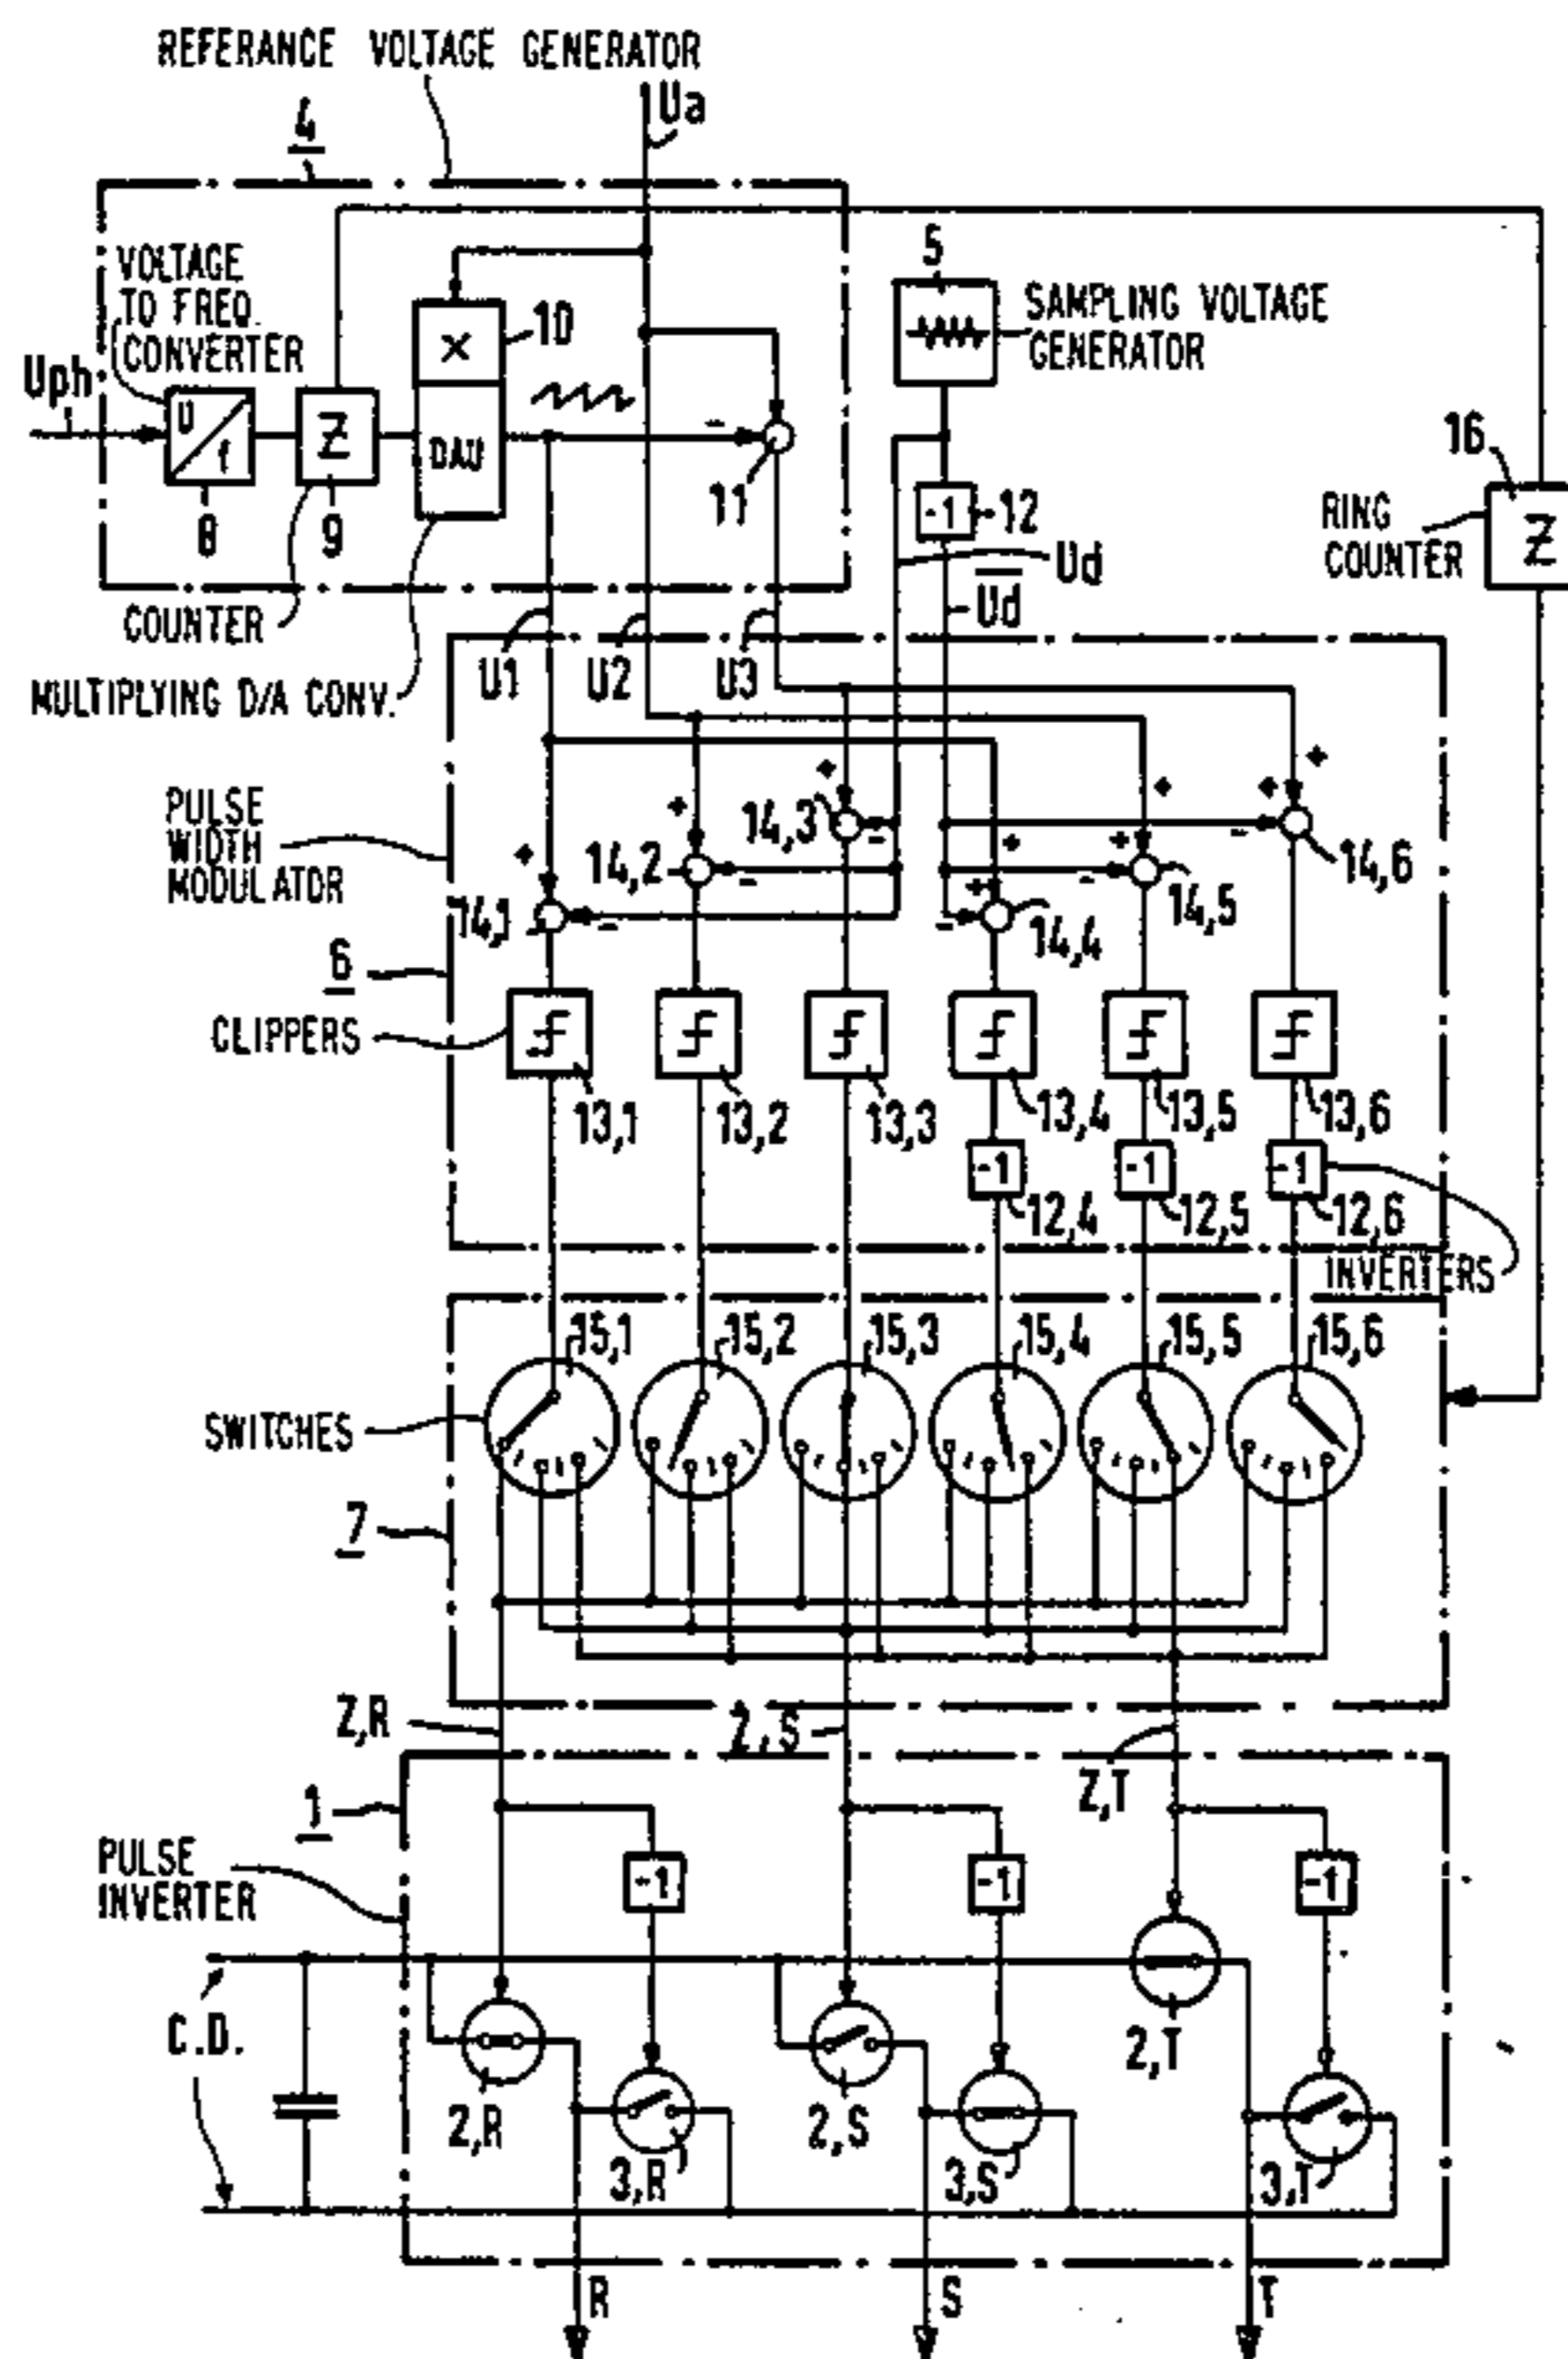 REFERANCE VOLTAGE GENERATOR
Ua
4
VOLTAGE
TO FREQ.
CONVERTER
Uph
U
f
8
Z
9
X
10
DAU
-
11
5
SAMPLING VOLTAGE
GENERATOR
-1
12
Ud
Ud
16
RING
COUNTER
Z
COUNTER
MULTIPLYING D/A CONV.
U1
U2
U3
PULSE
WIDTH
MODULATOR
6
+
14,1
-
+
14,2
-
+
14,3
-
+
+
14,4
-
+
+
14,5
-
+
+
14,6
-
CLIPPERS
13,1
13,2
13,3
13,4
13,5
13,6
-1
12,4
-1
12,5
-1
12,6
INVERTERS
15,1
15,2
15,3
15,4
15,5
15,6
SWITCHES
7
Z,R
Z,S
Z,T
1
PULSE
INVERTER
-1
-1
-1
C.D.
2,R
3,R
2,S
3,S
2,T
3,T
R
S
T